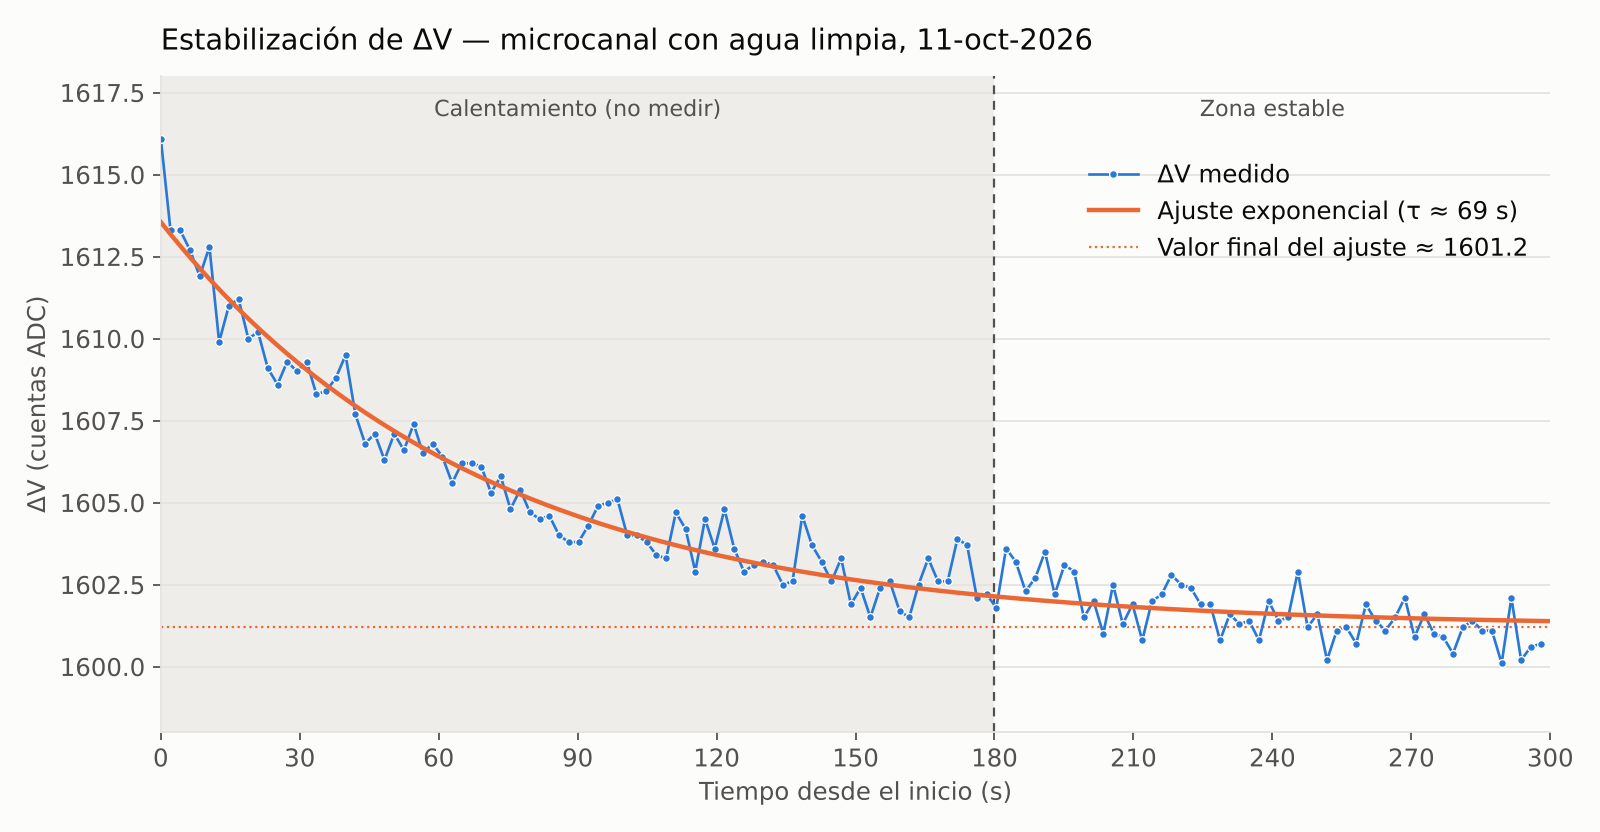 Estabilización de ΔV — microcanal con agua limpia, 11-oct-2026
Calentamiento (no medir)
Zona estable
ΔV medido
Ajuste exponencial (τ ≈ 69 s)
Valor final del ajuste ≈ 1601.2
ΔV (cuentas ADC)
1617.5
1615.0
1612.5
1610.0
1607.5
1605.0
1602.5
1600.0
0 30 60 90 120 150 180 210 240 270 300
Tiempo desde el inicio (s)